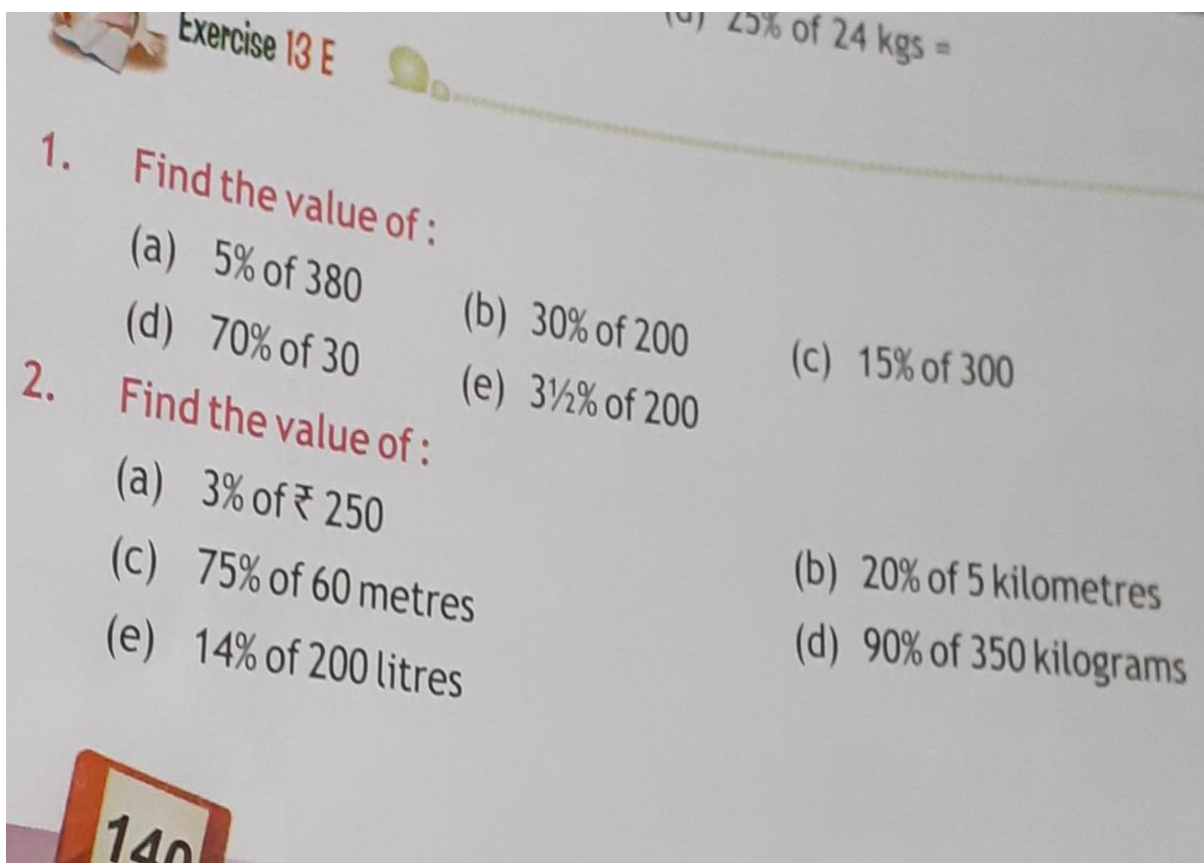 (d) 25% of 24 kgs =
Exercise 13 E
1. Find the value of :
(a) 5% of 380 (b) 30% of 200 (c) 15% of 300
(d) 70% of 30 (e) 3½% of 200
2. Find the value of :
(a) 3% of ₹ 250 (b) 20% of 5 kilometres
(c) 75% of 60 metres (d) 90% of 350 kilograms
(e) 14% of 200 litres
140